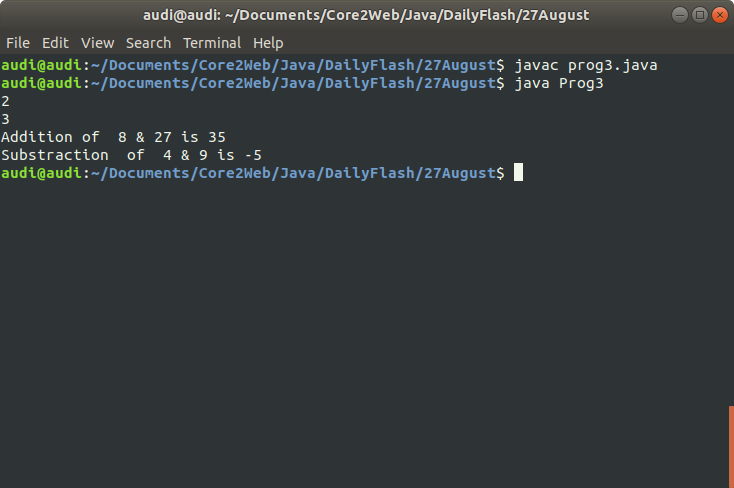 audi@audi: ~/Documents/Core2Web/Java/DailyFlash/27August
File Edit View Search Terminal Help
audi@audi:~/Documents/Core2Web/Java/DailyFlash/27August$ javac prog3.java
audi@audi:~/Documents/Core2Web/Java/DailyFlash/27August$ java Prog3
2
3
Addition of  8 & 27 is 35
Substraction  of  4 & 9 is -5
audi@audi:~/Documents/Core2Web/Java/DailyFlash/27August$